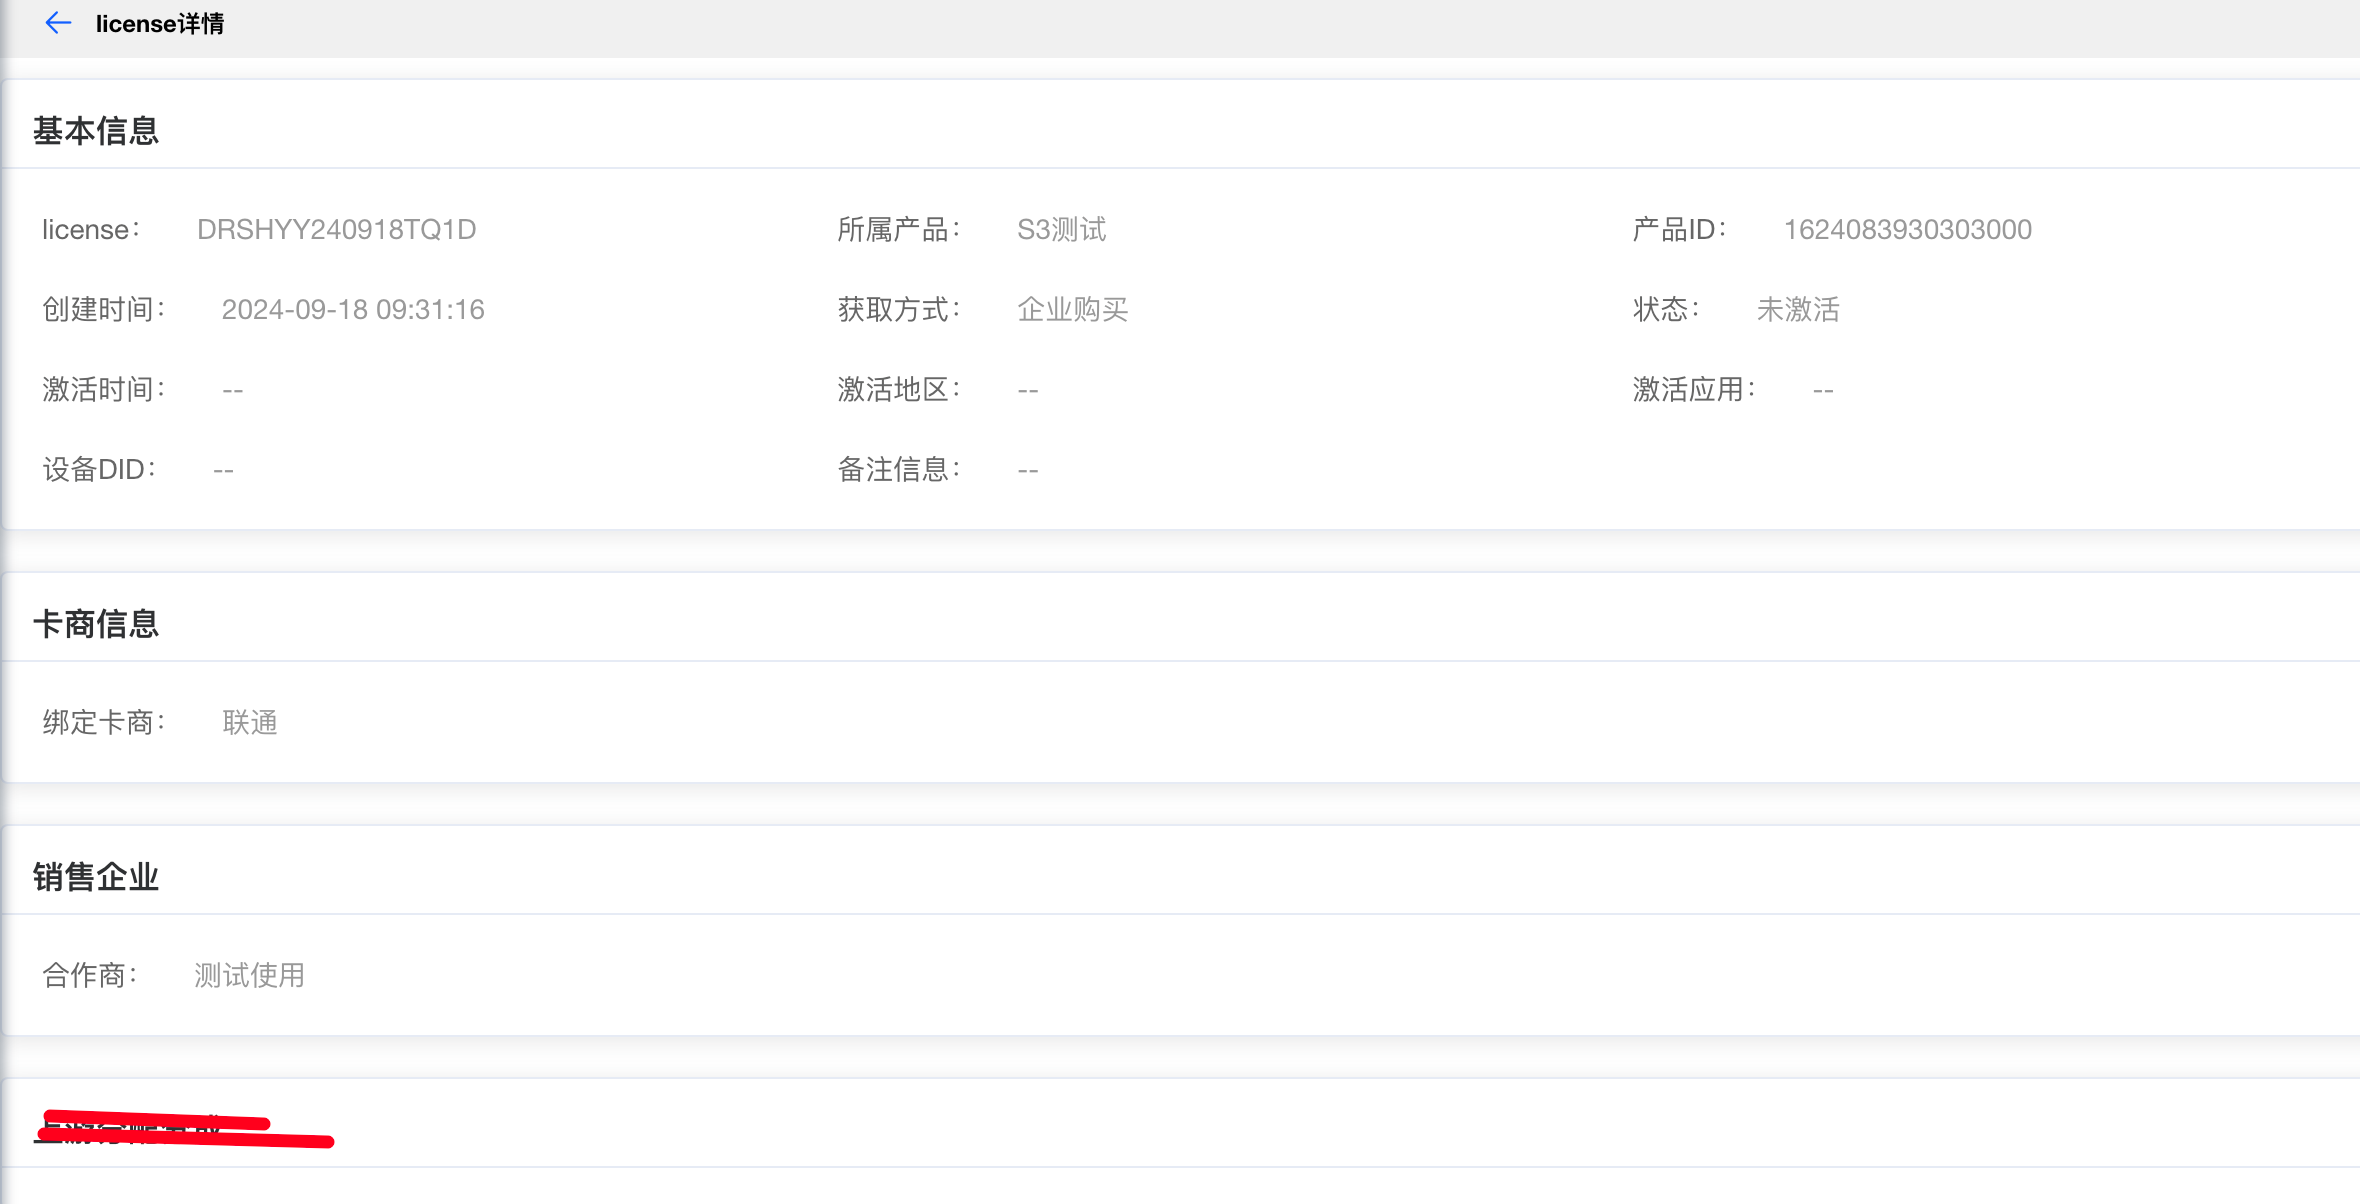 license详情
基本信息
license： DRSHYY240918TQ1D 所属产品： S3测试 产品ID： 1624083930303000
创建时间： 2024-09-18 09:31:16 获取方式： 企业购买 状态： 未激活
激活时间： -- 激活地区： -- 激活应用： --
设备DID： -- 备注信息： --
卡商信息
绑定卡商： 联通
销售企业
合作商： 测试使用